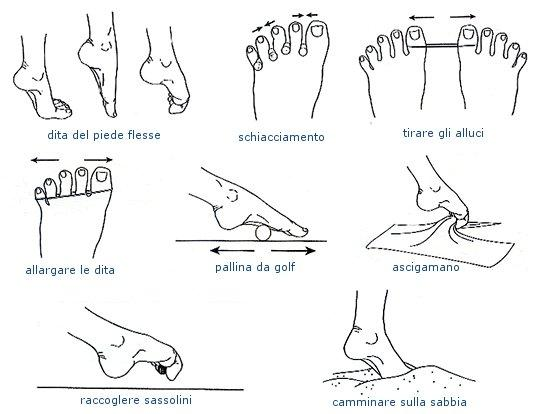 dita del piede flesse
schiacciamento
tirare gli alluci
allargare le dita
pallina da golf
ascigamano
raccoglere sassolini
camminare sulla sabbia